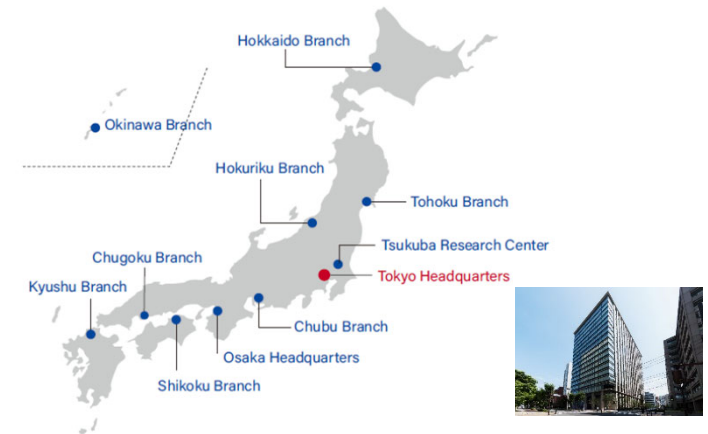 Hokkaido Branch
Okinawa Branch
Hokuriku Branch
Tohoku Branch
Tsukuba Research Center
Chugoku Branch
Tokyo Headquarters
Kyushu Branch
Chubu Branch
Osaka Headquarters
Shikoku Branch